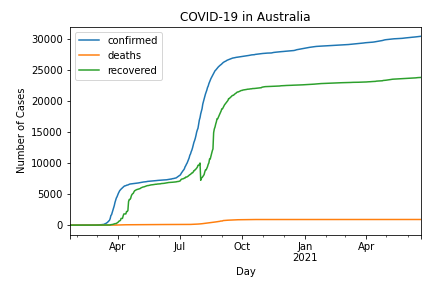 COVID-19 in Australia
confirmed
deaths
recovered
Number of Cases
30000
25000
20000
15000
10000
5000
0
Apr
Jul
Oct
Jan
2021
Apr
Day